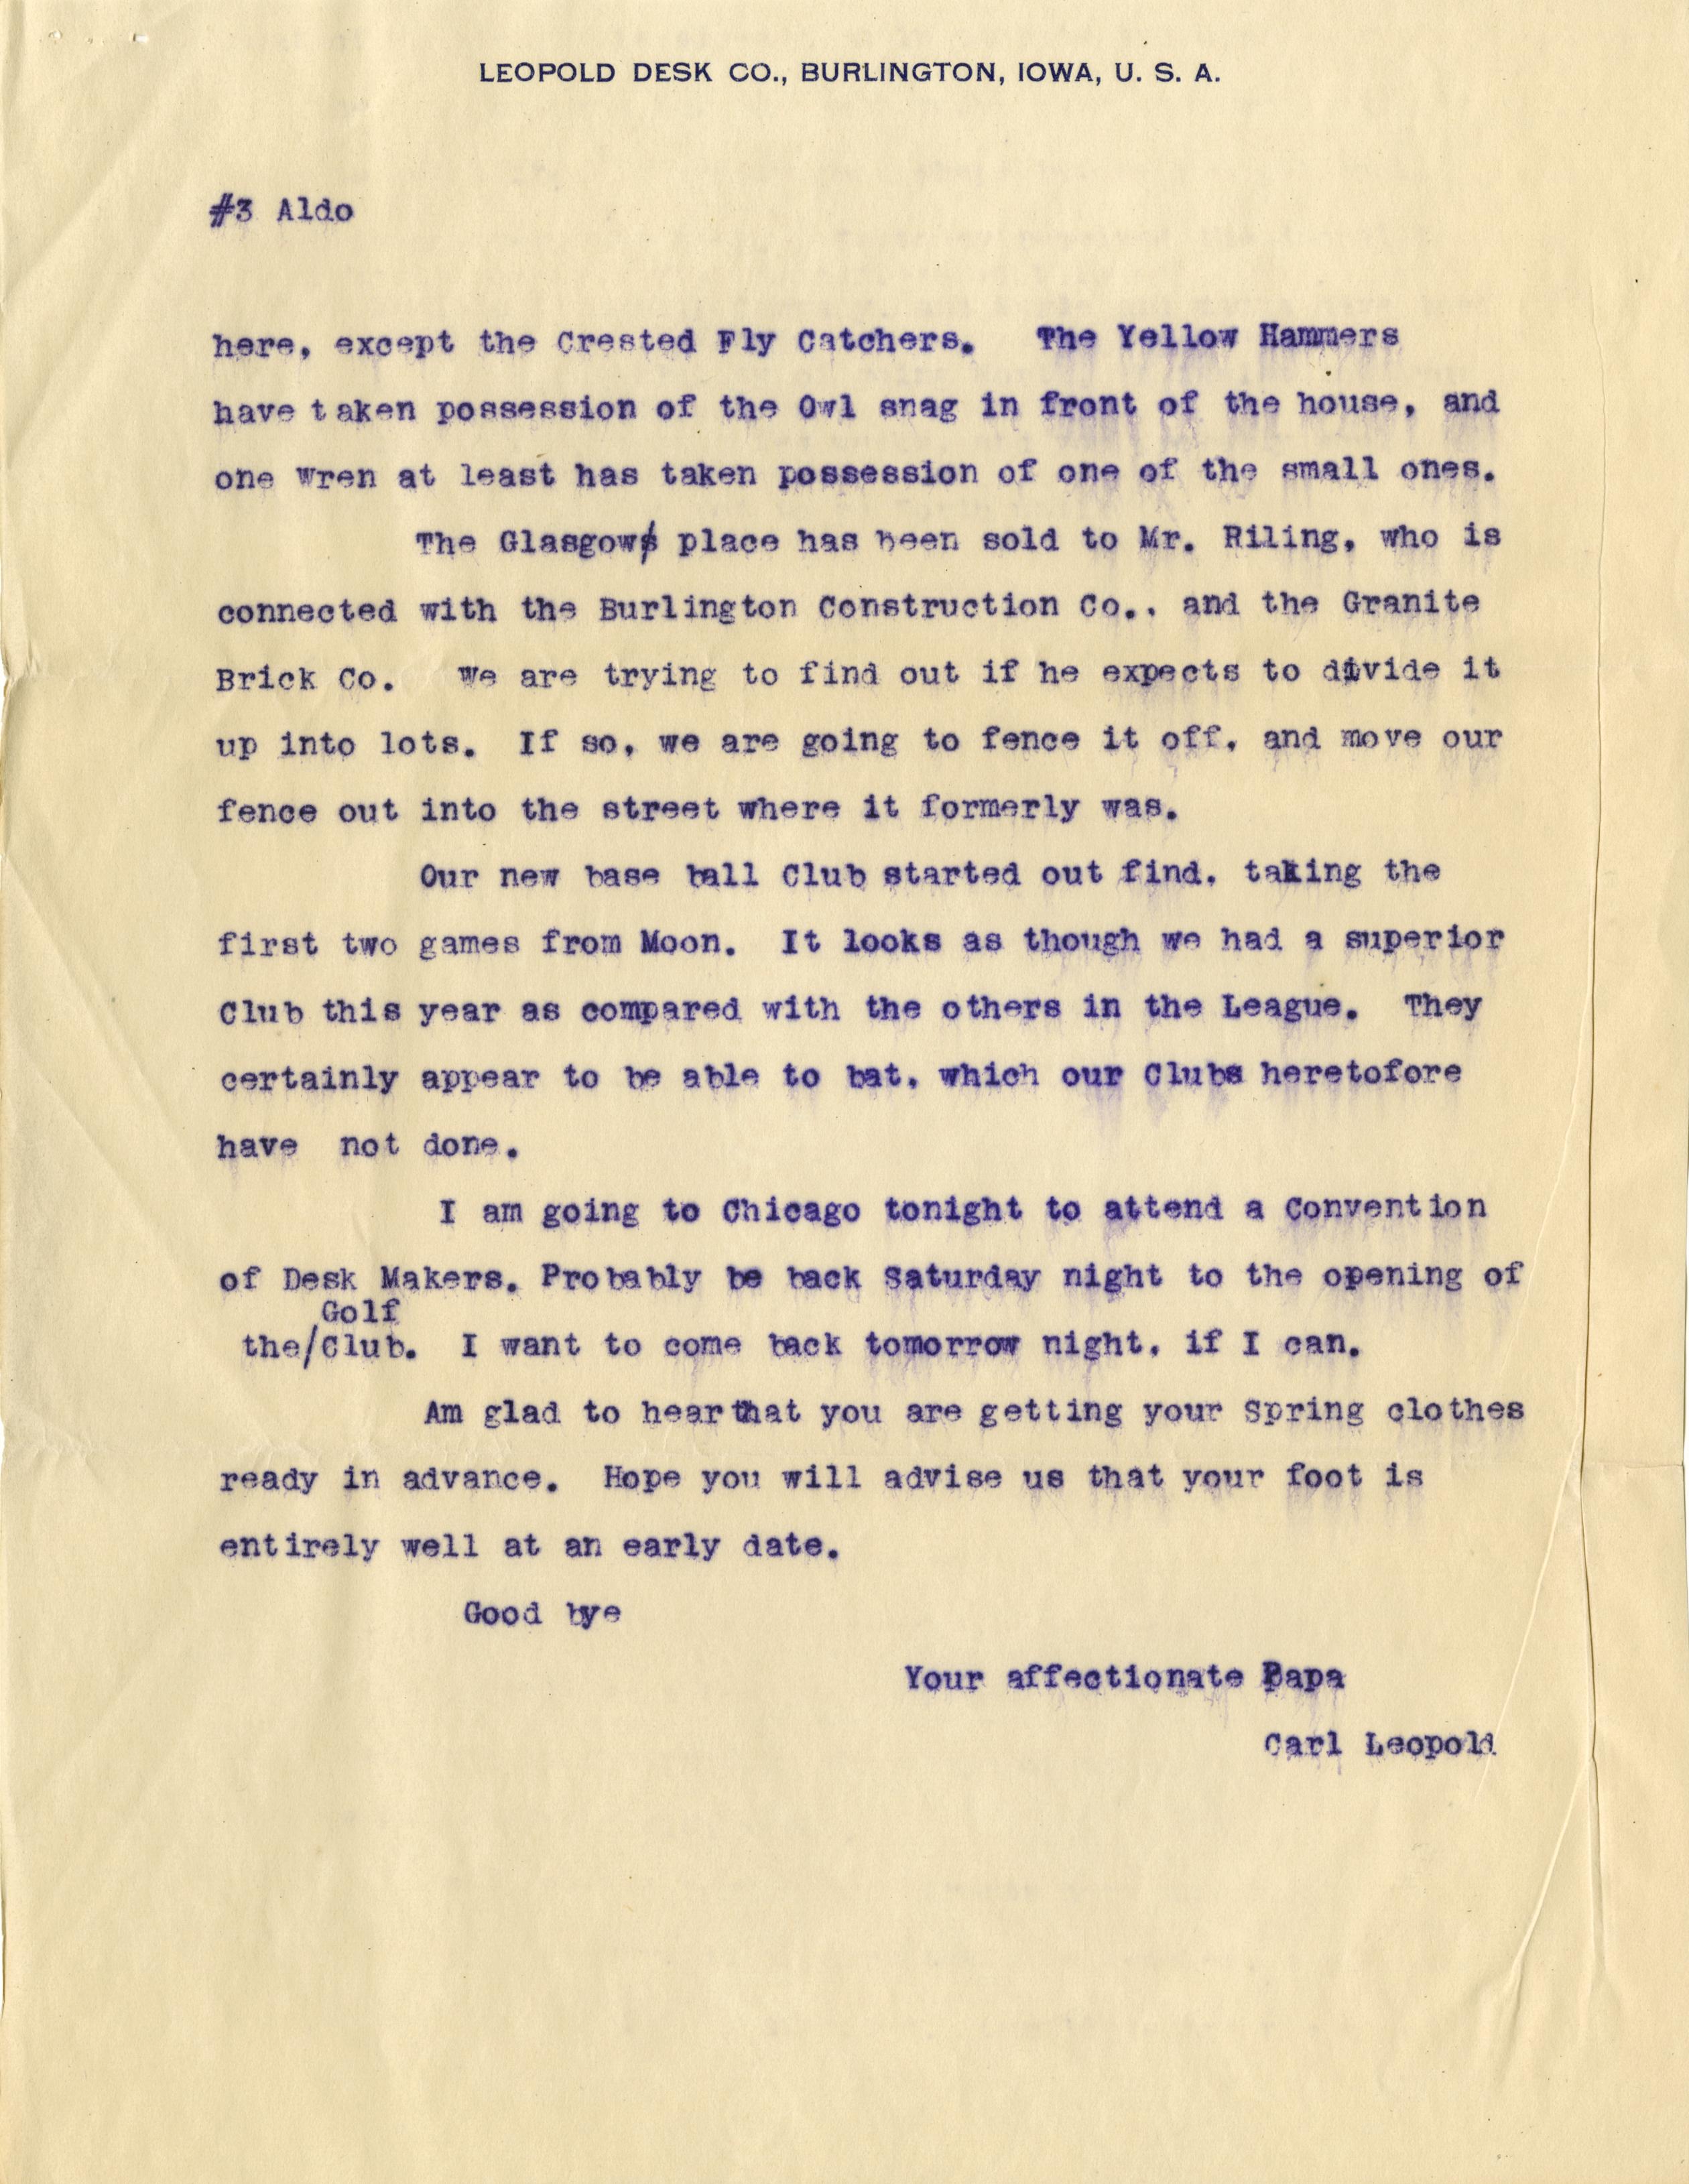 LEOPOLD DESK CO., BURLINGTON, IOWA, U. S. A.
#3 Aldo
here, except the Crested Fly Catchers. The Yellow Hammers
have taken possession of the Owl snag in front of the house, and
one Wren at least has taken possession of one of the small ones.
The Glasgow place has been sold to Mr. Riling, who is
connected with the Burlington Construction Co., and the Granite
Brick Co. We are trying to find out if he expects to divide it
up into lots. If so, we are going to fence it off, and move our
fence out into the street where it formerly was.
Our new base ball Club started out find, taking the
first two games from Moon. It looks as though we had a superior
Club this year as compared with the others in the League. They
certainly appear to be able to bat, which our Clubs heretofore
have not done.
I am going to Chicago tonight to attend a Convention
of Desk Makers. Probably be back Saturday night to the opening of
Golf
the/Club. I want to come back tomorrow night, if I can.
Am glad to hear that you are getting your Spring clothes
ready in advance. Hope you will advise us that your foot is
entirely well at an early date.
Good bye
Your affectionate Papa
Carl Leopold